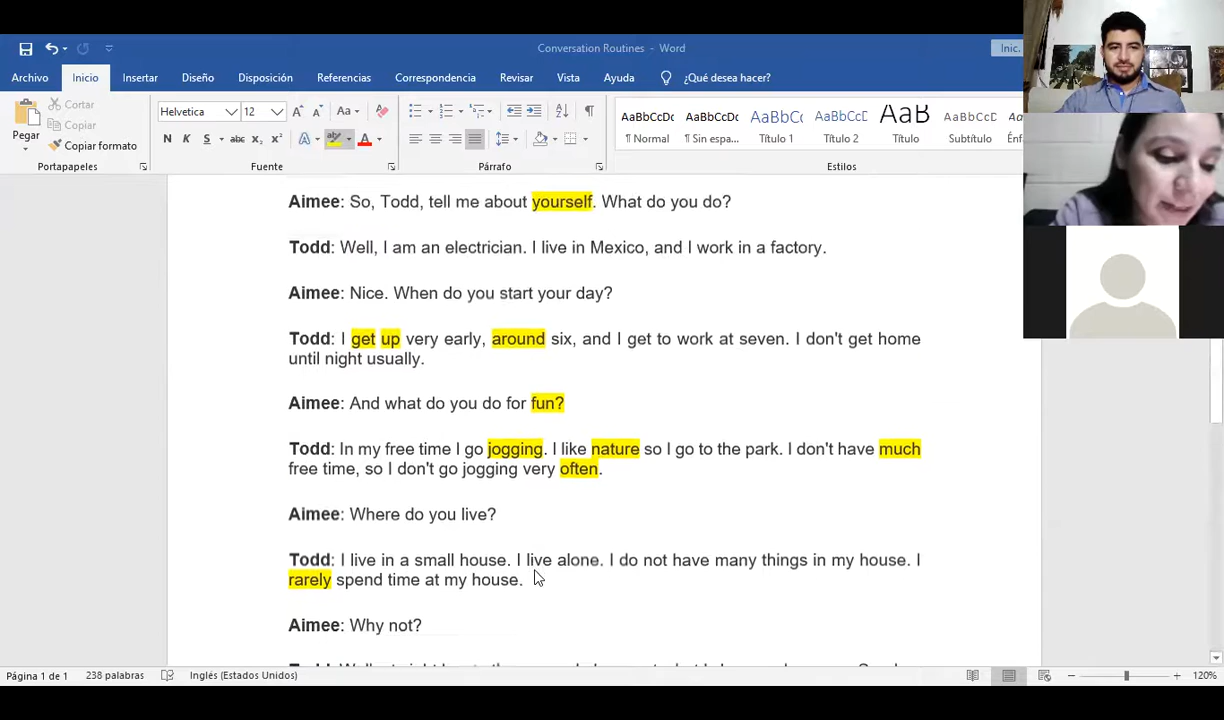 Conversation Routines - Word
Inic.
Archivo Inicio Insertar Diseño Disposición Referencias Correspondencia Revisar Vista Ayuda ¿Qué desea hacer?
Pegar
Cortar
Copiar
Copiar formato
Portapapeles
Helvetica 12
Aa
N K S abc x₂ x²
Fuente
Párrafo
AaBbCcDc AaBbCcDc AaBbCcC AaBbCcD AaB AaBbCcD
¶ Normal ¶ Sin espa... Título 1 Título 2 Título Subtítulo
Estilos
Aimee: So, Todd, tell me about yourself. What do you do?
Todd: Well, I am an electrician. I live in Mexico, and I work in a factory.
Aimee: Nice. When do you start your day?
Todd: I get up very early, around six, and I get to work at seven. I don't get home
until night usually.
Aimee: And what do you do for fun?
Todd: In my free time I go jogging. I like nature so I go to the park. I don't have much
free time, so I don't go jogging very often.
Aimee: Where do you live?
Todd: I live in a small house. I live alone. I do not have many things in my house. I
rarely spend time at my house.
Aimee: Why not?
Página 1 de 1 238 palabras Inglés (Estados Unidos) 120%